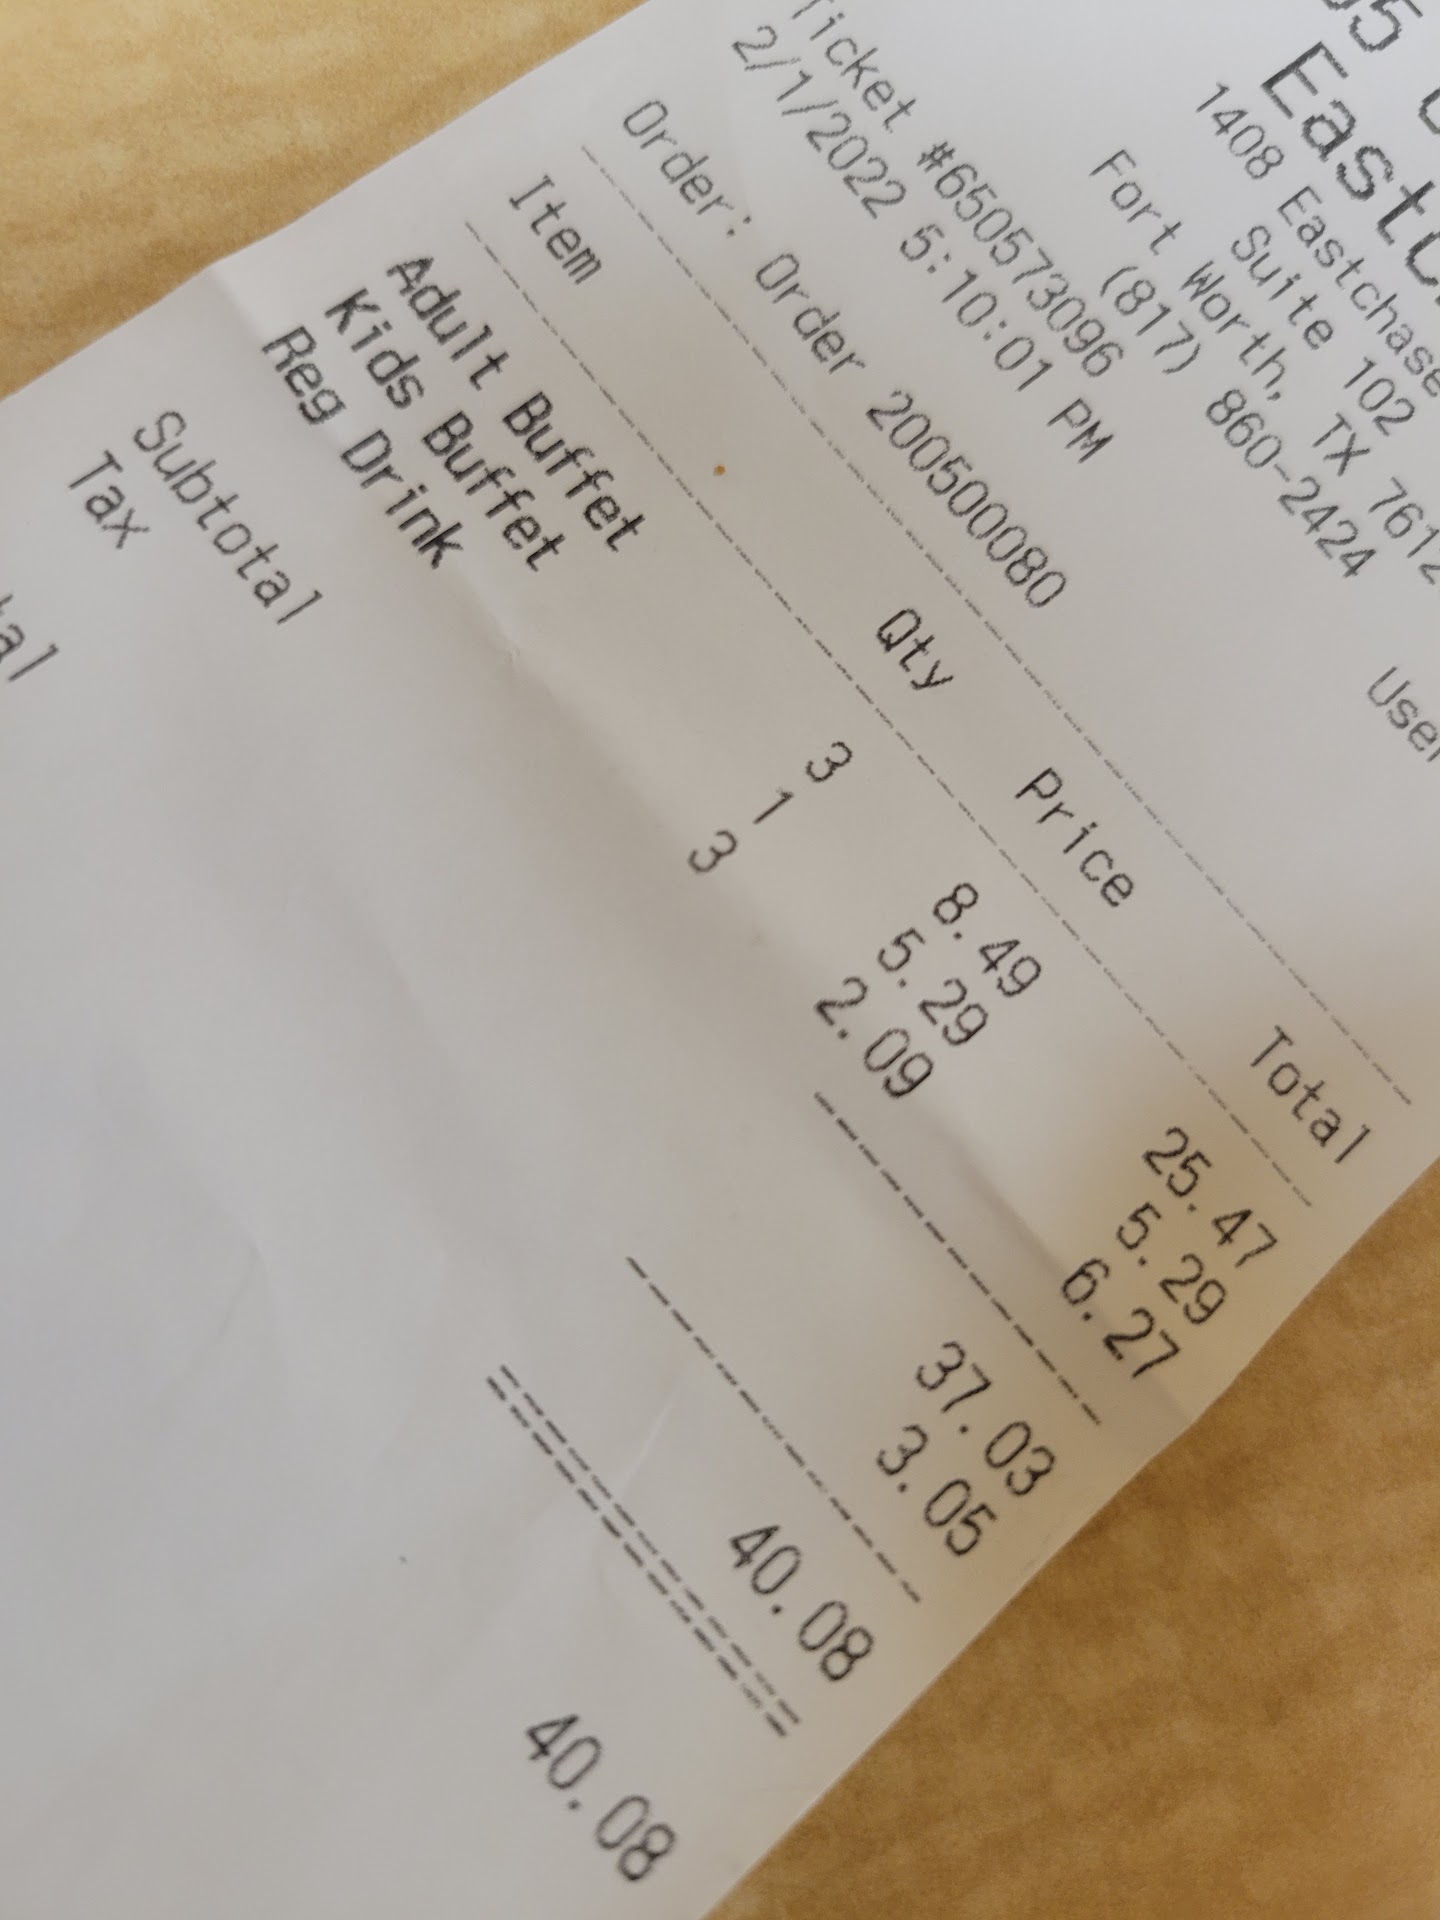 1408 Eastchase
Suite 102
Fort Worth, TX 7612
(817) 860-2424
Ticket #650573096
2/1/2022 5:10:01 PM
User
Order: Order 200500080
Item Qty Price Total
Adult Buffet 3 8.49 25.47
Kids Buffet 1 5.29 5.29
Reg Drink 3 2.09 6.27
Subtotal 37.03
Tax 3.05
40.08
40.08